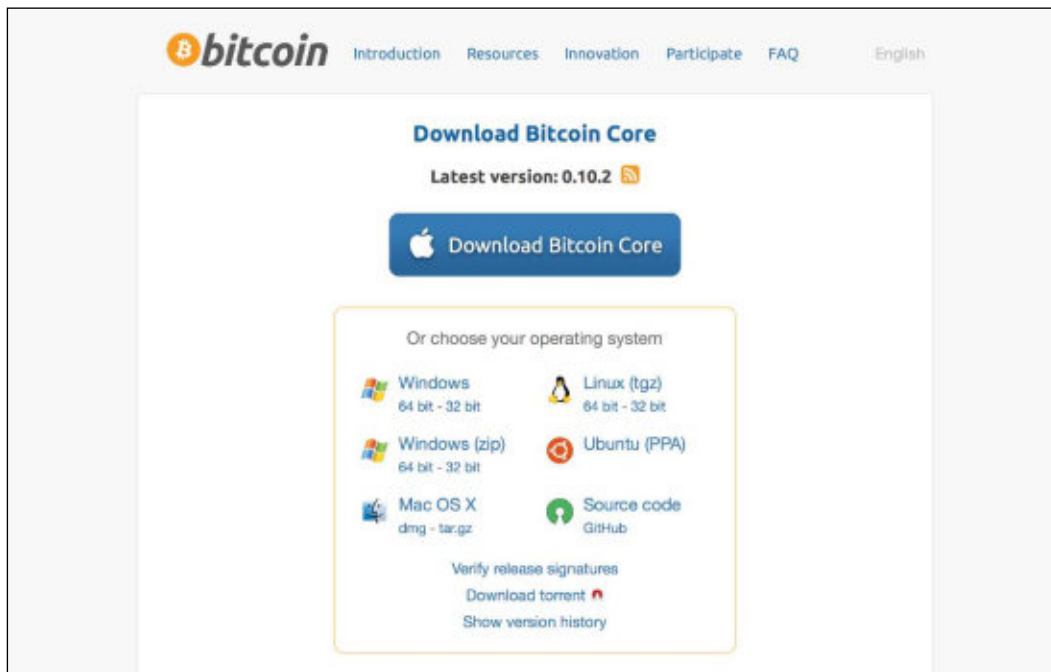 bitcoin Introduction Resources Innovation Participate FAQ English
Download Bitcoin Core
Latest version: 0.10.2
Download Bitcoin Core
Or choose your operating system
Windows Linux (tgz)
64 bit - 32 bit 64 bit - 32 bit
Windows (zip) Ubuntu (PPA)
64 bit - 32 bit
Mac OS X Source code
dmg - tar.gz GitHub
Verify release signatures
Download torrent
Show version history